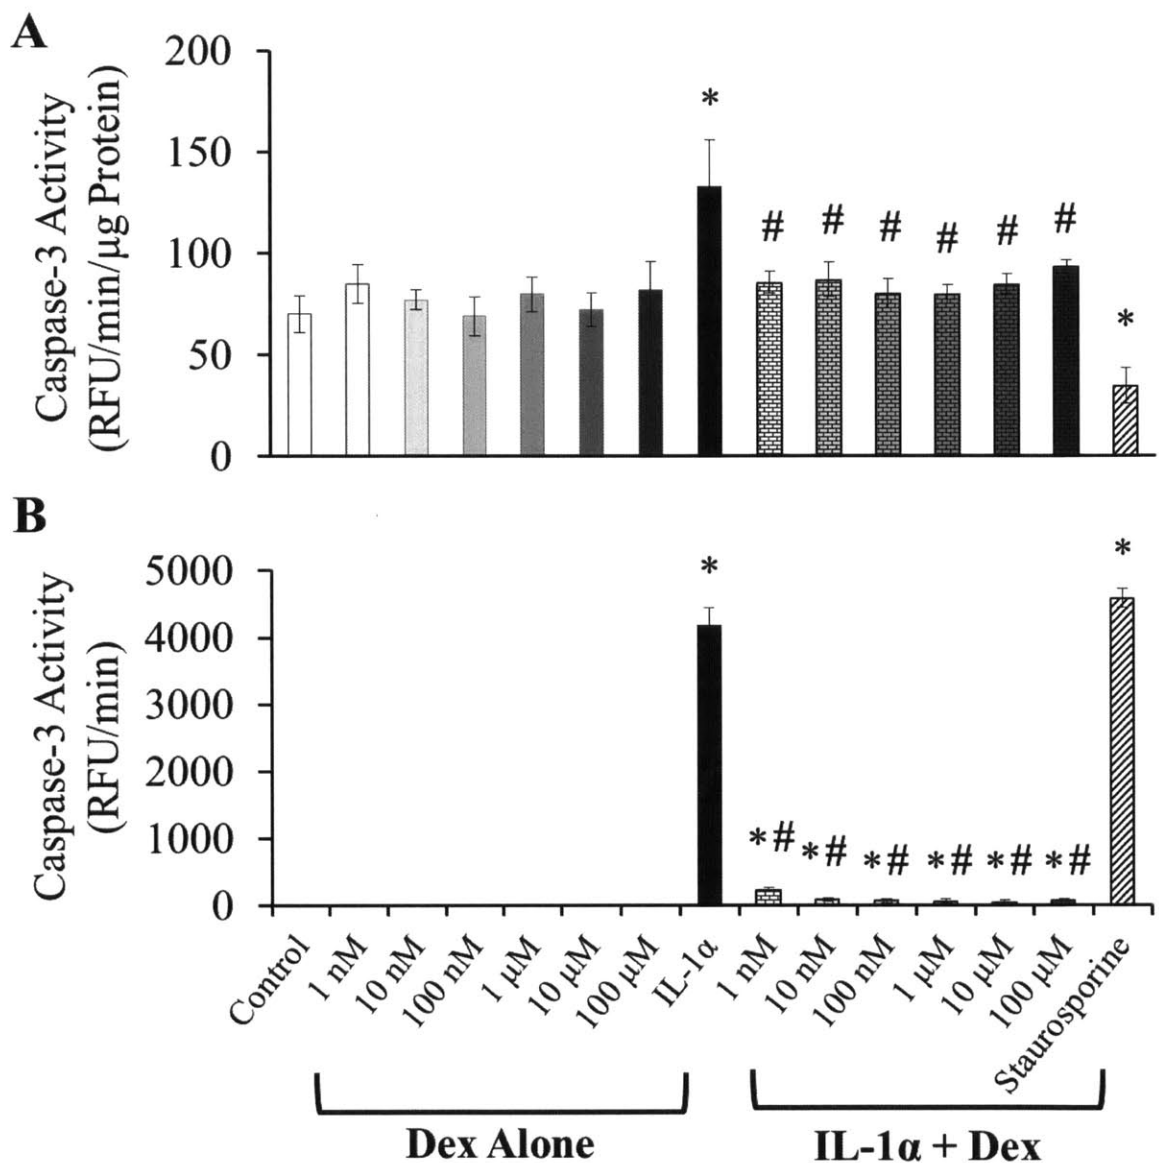 A
Caspase-3 Activity
(RFU/min/µg Protein)
200
150
100
50
0
*
#
#
#
#
#
#
*
B
Caspase-3 Activity
(RFU/min)
5000
4000
3000
2000
1000
0
*
*#
*#
*#
*#
*#
*#
*
Control
1 nM
10 nM
100 nM
1 µM
10 µM
100 µM
IL-1α
1 nM
10 nM
100 nM
1 µM
10 µM
100 µM
Staurosporine
Dex Alone
IL-1α + Dex